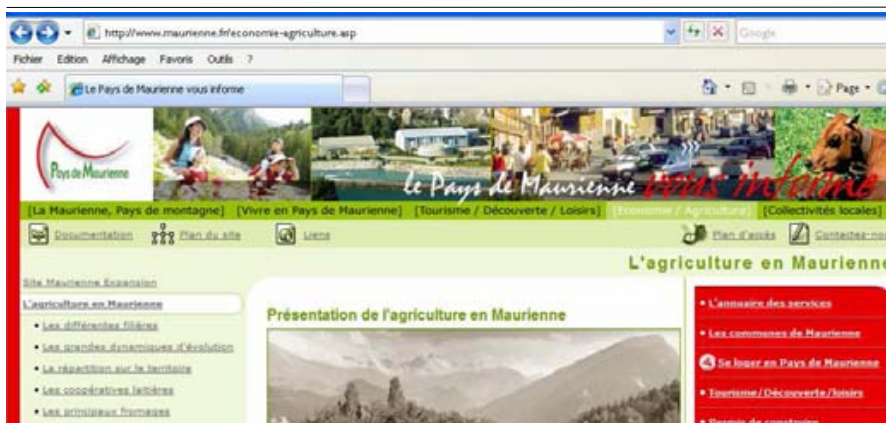 http://www.maurienne.fr/economie-agriculture.asp
Google
Fichier Edition Affichage Favoris Outils ?
Le Pays de Maurienne vous informe
Page
Pays de Maurienne
le Pays de Maurienne vous informe
[La Maurienne, Pays de montagne] [Vivre en Pays de Maurienne] [Tourisme / Découverte / Loisirs] [Economie / Agriculture] [Collectivités locales]
Documentation Plan du site Liens Plan d'accès Contactez-nou
L'agriculture en Maurienne
Site Maurienne Expansion
L'agriculture en Maurienne
• Les différentes filières
• Les grandes dynamiques d'évolution
• La répartition sur le territoire
• Les coopératives laitières
• Les principaux fromages
Présentation de l'agriculture en Maurienne
• L'annuaire des services
• Les communes de Maurienne
Se loger en Pays de Maurienne
• Tourisme/Découverte/loisirs
• Permis de construire